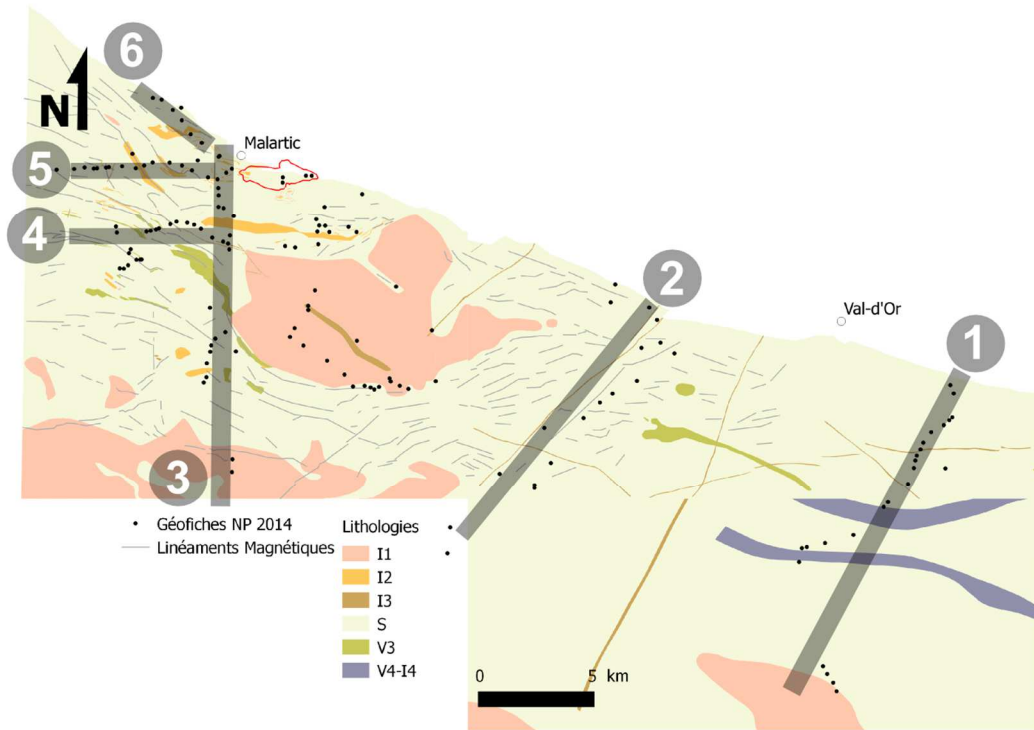 6
N
Malartic
5
4
2
Val-d'Or
1
3
Géofiches NP 2014
Linéaments Magnétiques
Lithologies
I1
I2
I3
S
V3
V4-I4
0 5 km